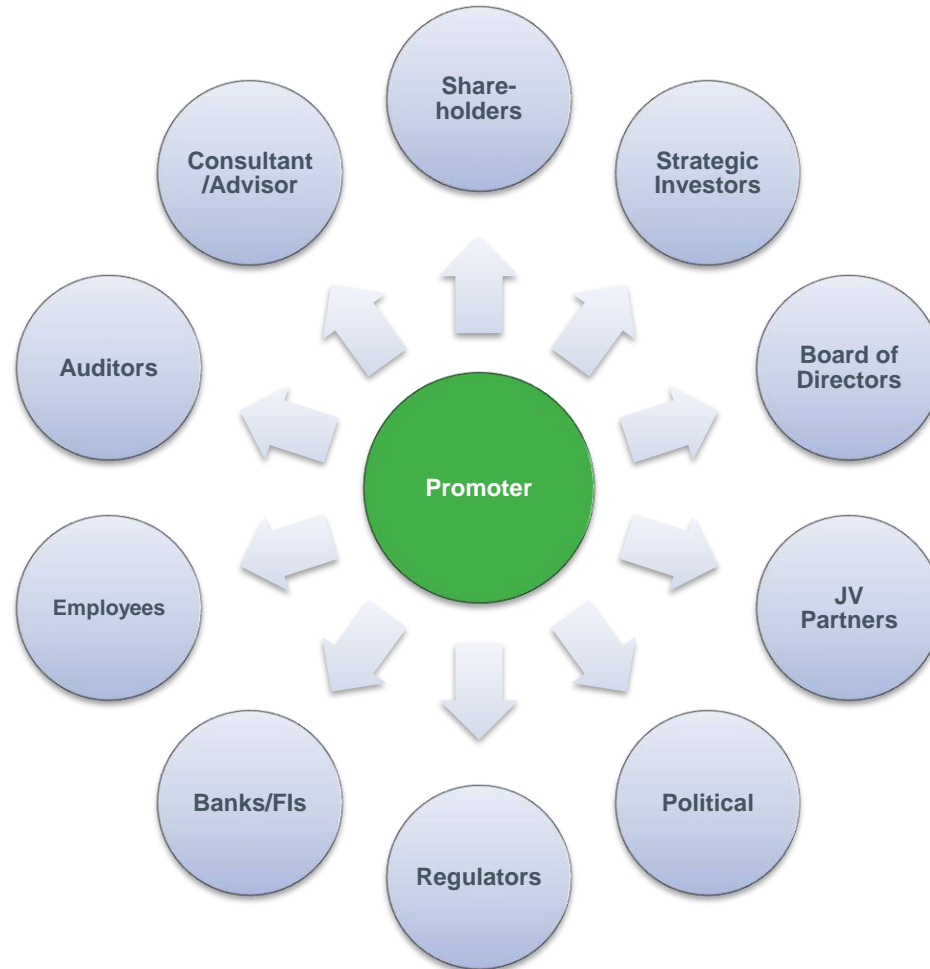 Share-
holders
Strategic
Investors
Board of
Directors
JV
Partners
Political
Regulators
Banks/FIs
Employees
Auditors
Consultant
/Advisor
Promoter